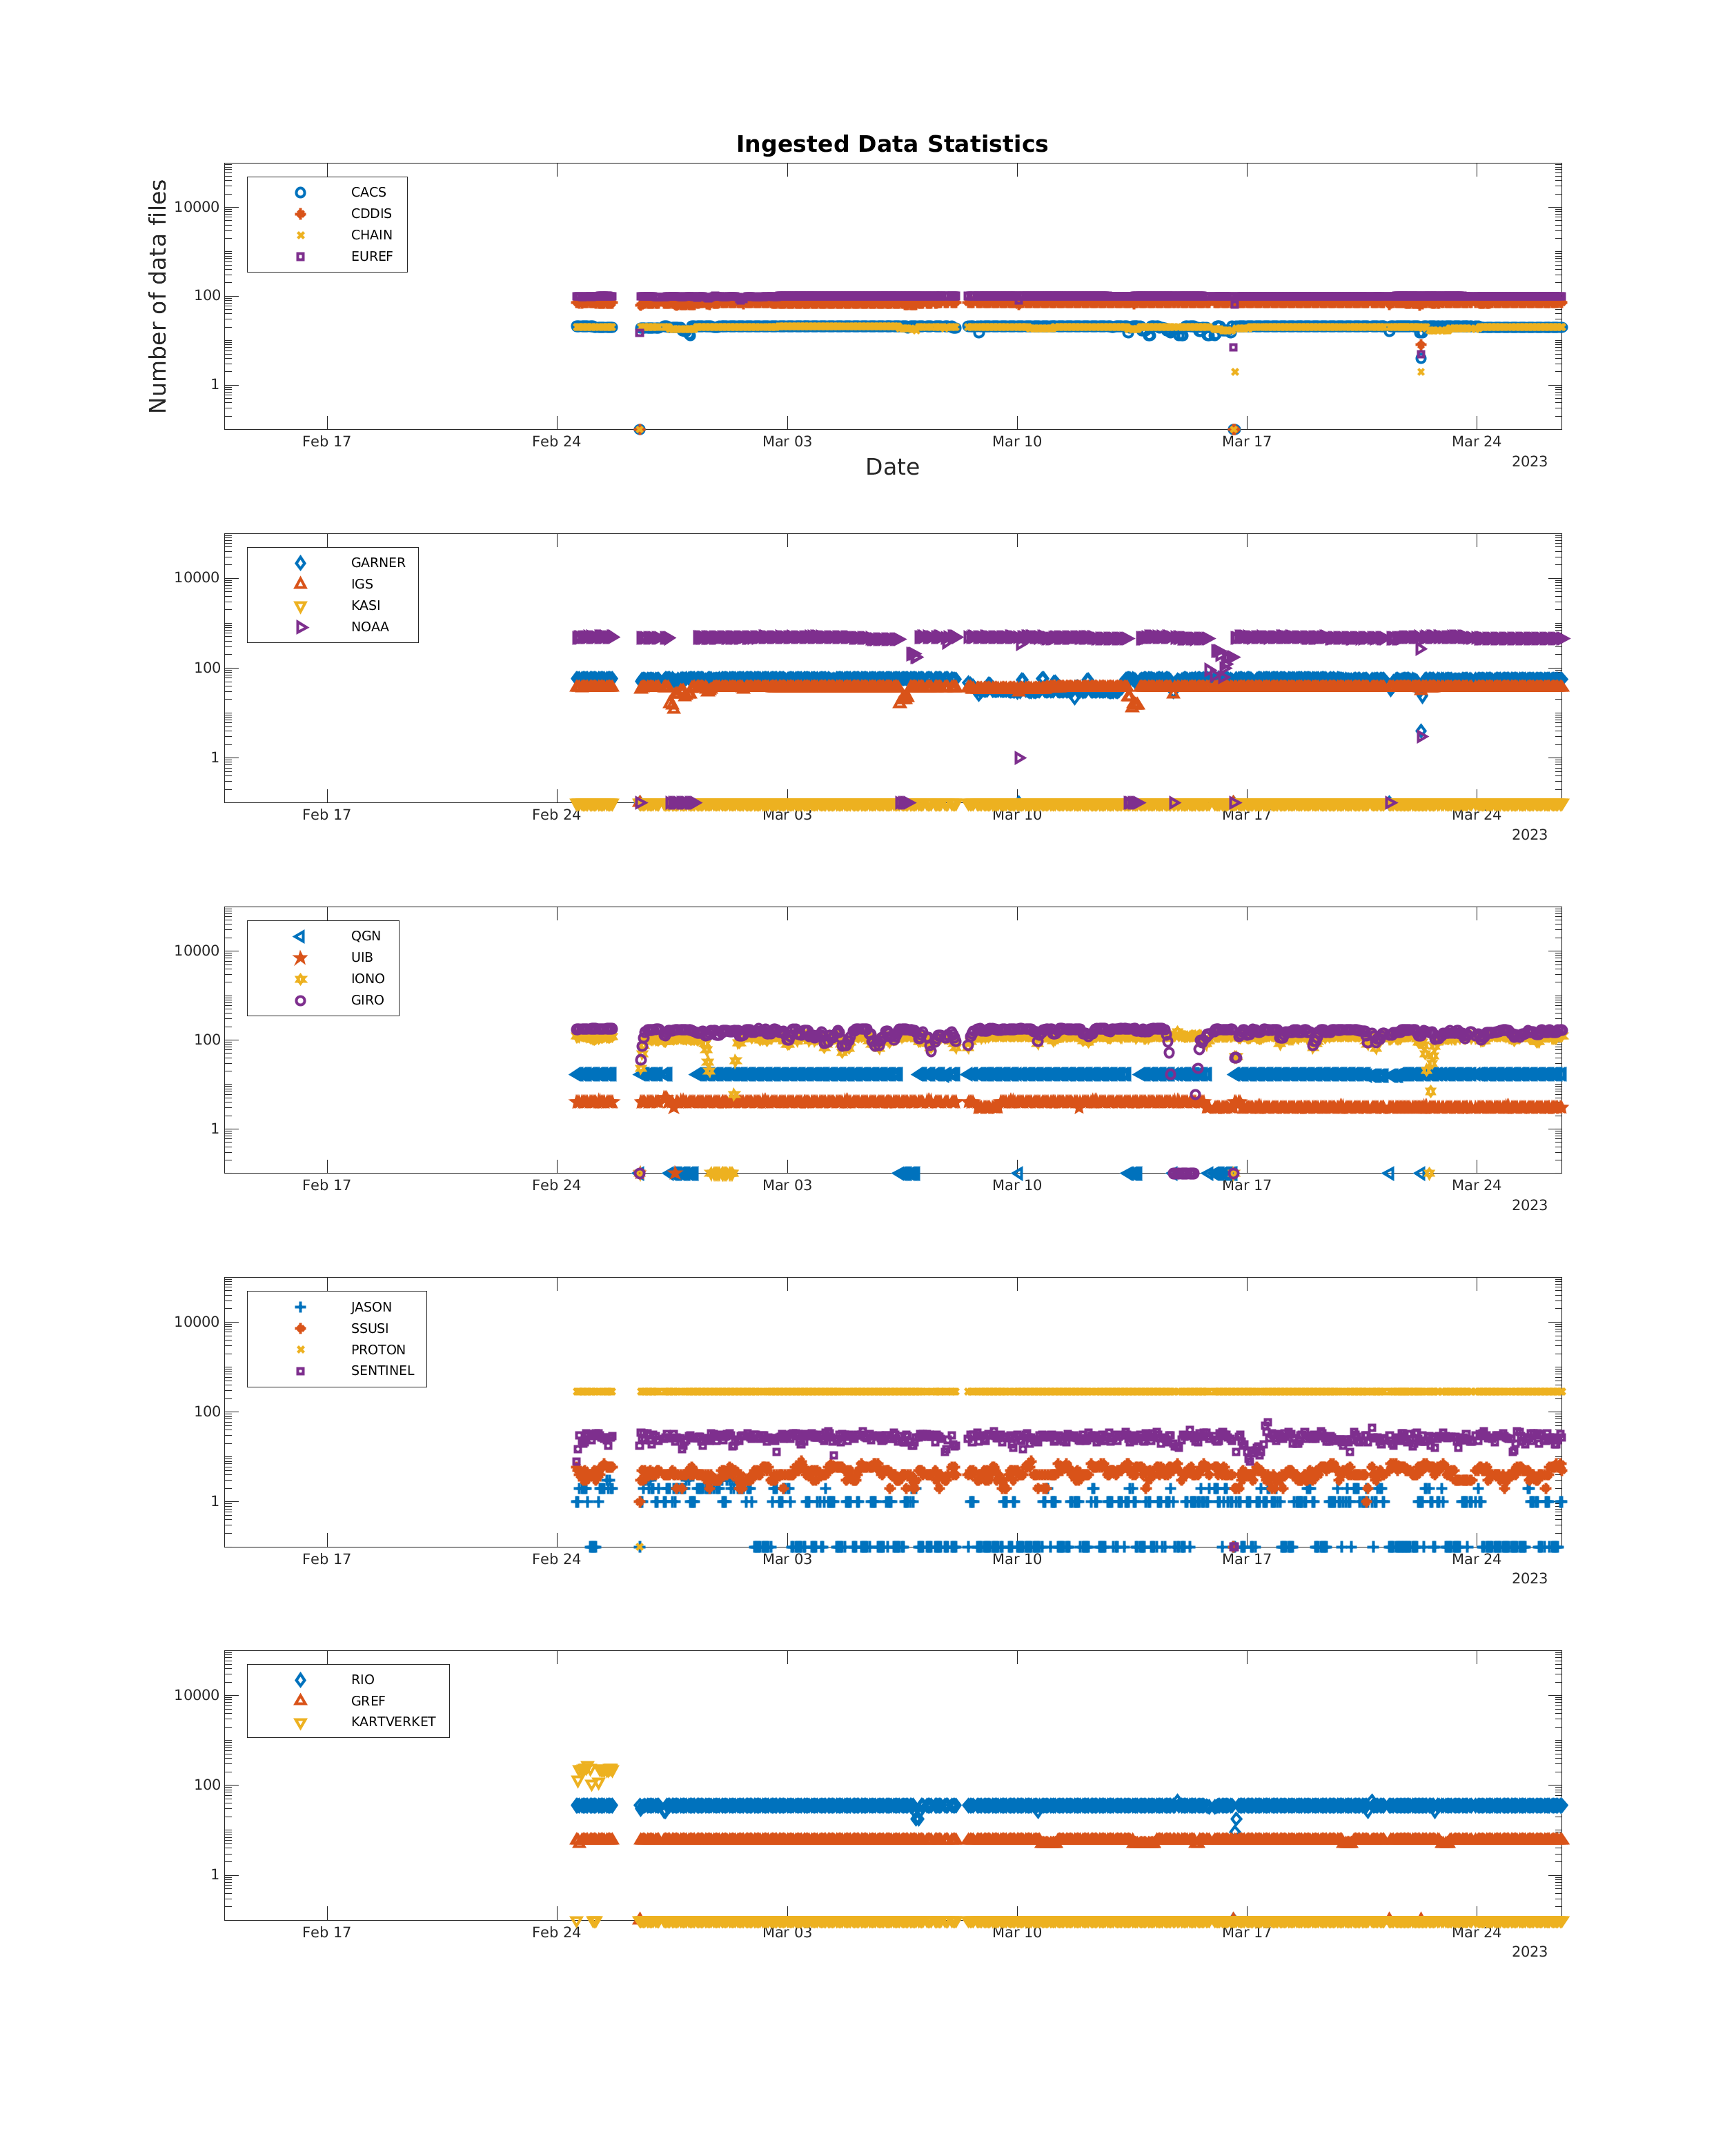 Ingested Data Statistics
Number of data files
10000
100
1
CACS
CDDIS
CHAIN
EUREF
Feb 17 Feb 24 Mar 03 Mar 10 Mar 17 Mar 24
2023
Date
10000
100
1
GARNER
IGS
KASI
NOAA
Feb 17 Feb 24 Mar 03 Mar 10 Mar 17 Mar 24
2023
10000
100
1
QGN
UIB
IONO
GIRO
Feb 17 Feb 24 Mar 03 Mar 10 Mar 17 Mar 24
2023
10000
100
1
JASON
SSUSI
PROTON
SENTINEL
Feb 17 Feb 24 Mar 03 Mar 10 Mar 17 Mar 24
2023
10000
100
1
RIO
GREF
KARTVERKET
Feb 17 Feb 24 Mar 03 Mar 10 Mar 17 Mar 24
2023